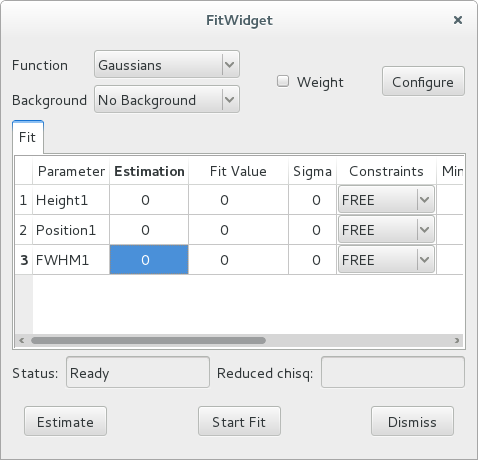 FitWidget
Function Gaussians
Weight Configure
Background No Background
Fit
Parameter Estimation Fit Value Sigma Constraints Min
1 Height1 0 0 0 FREE
2 Position1 0 0 0 FREE
3 FWHM1 0 0 0 FREE
Status: Ready Reduced chisq:
Estimate Start Fit Dismiss